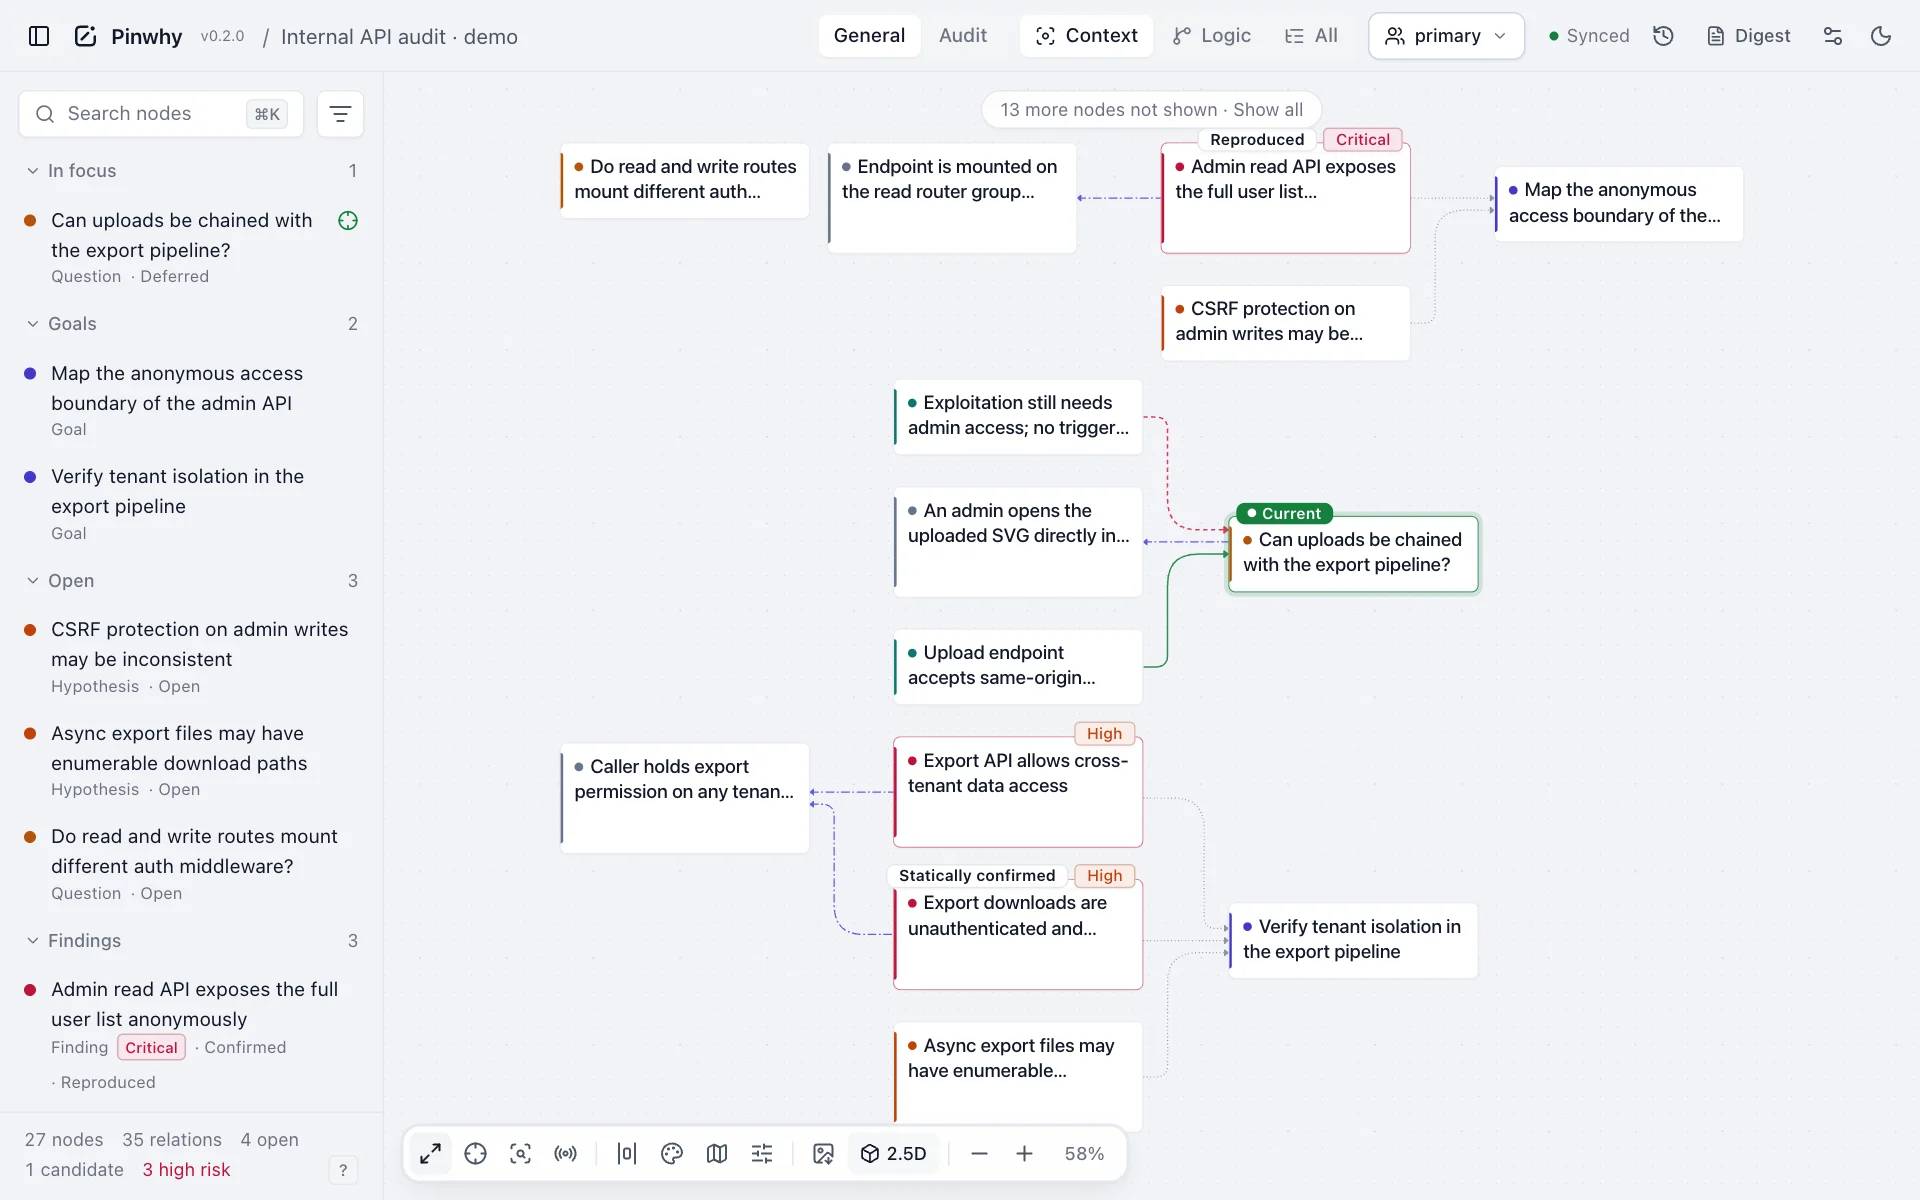 Pinwhy v0.2.0 / Internal API audit · demo
General Audit Context Logic All primary Synced Digest
Search nodes ⌘K
In focus 1
Can uploads be chained with
the export pipeline?
Question · Deferred
Goals 2
Map the anonymous access
boundary of the admin API
Goal
Verify tenant isolation in the
export pipeline
Goal
Open 3
CSRF protection on admin writes
may be inconsistent
Hypothesis · Open
Async export files may have
enumerable download paths
Hypothesis · Open
Do read and write routes mount
different auth middleware?
Question · Open
Findings 3
Admin read API exposes the full
user list anonymously
Finding Critical · Confirmed
· Reproduced
27 nodes 35 relations 4 open
1 candidate 3 high risk ?
13 more nodes not shown · Show all
Do read and write routes
mount different auth...
Endpoint is mounted on
the read router group...
Reproduced Critical
Admin read API exposes
the full user list...
Map the anonymous
access boundary of the...
CSRF protection on
admin writes may be...
Exploitation still needs
admin access; no trigger...
An admin opens the
uploaded SVG directly in...
Current
Can uploads be chained
with the export pipeline?
Upload endpoint
accepts same-origin...
Caller holds export
permission on any tenan...
High
Export API allows cross-
tenant data access
Statically confirmed High
Export downloads are
unauthenticated and...
Verify tenant isolation in
the export pipeline
Async export files may
have enumerable...
2.5D 58%